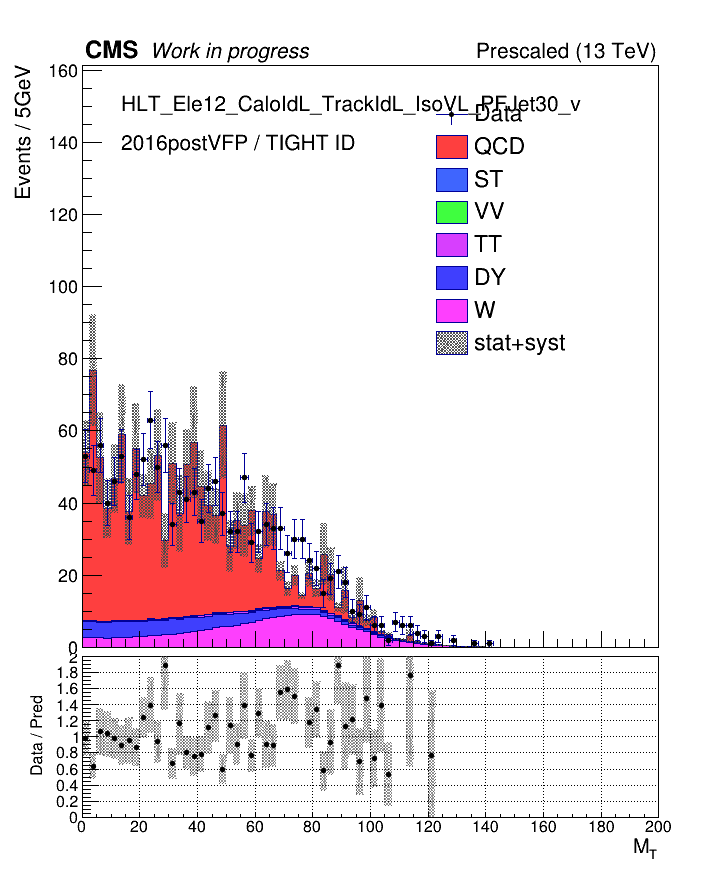 CMS Work in progress Prescaled (13 TeV)
Events / 5GeV
160
140
120
100
80
60
40
20
0
HLT_Ele12_CaloIdL_TrackIdL_IsoVL_PFJet30_v
2016postVFP / TIGHT ID
Data
QCD
ST
VV
TT
DY
W
stat+syst
Data / Pred
2
1.8
1.6
1.4
1.2
1
0.8
0.6
0.4
0.2
0
0 20 40 60 80 100 120 140 160 180 200
M_T